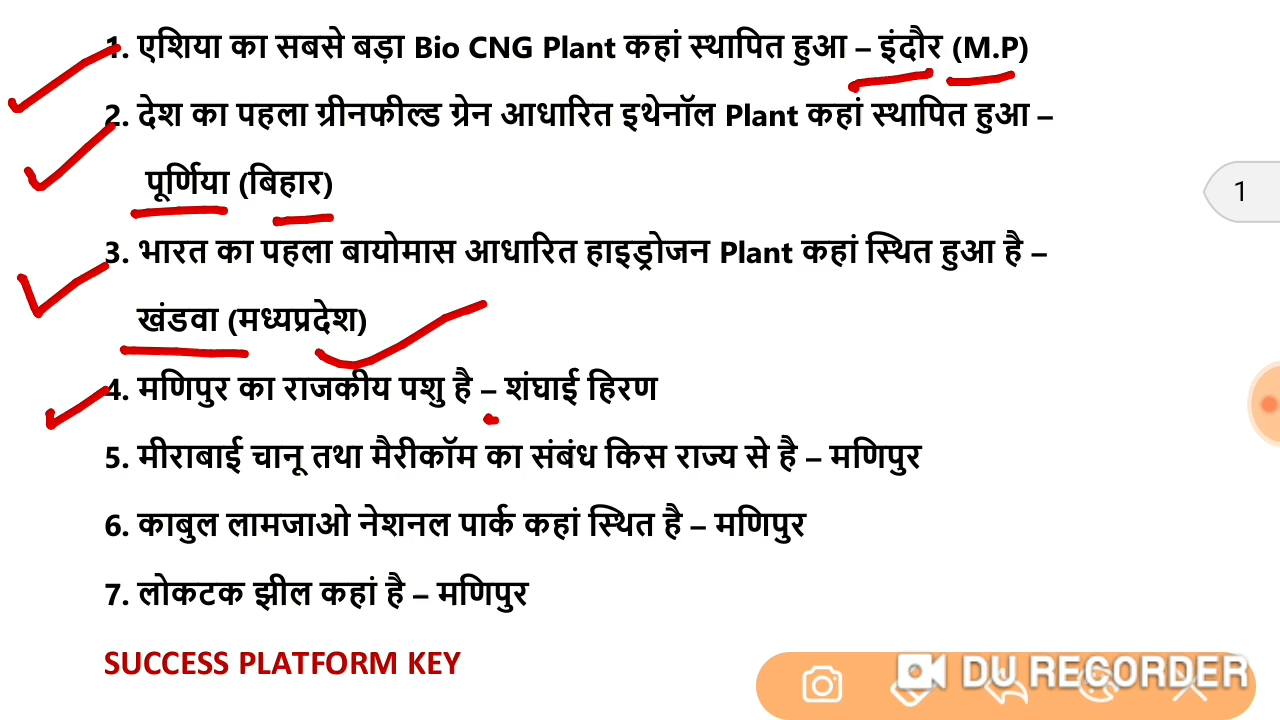 1. एशिया का सबसे बड़ा Bio CNG Plant कहां स्थापित हुआ – इंदौर (M.P)
2. देश का पहला ग्रीनफील्ड ग्रेन आधारित इथेनॉल Plant कहां स्थापित हुआ –
पूर्णिया (बिहार)
1
3. भारत का पहला बायोमास आधारित हाइड्रोजन Plant कहां स्थित हुआ है –
खंडवा (मध्यप्रदेश)
4. मणिपुर का राजकीय पशु है – शंघाई हिरण
5. मीराबाई चानू तथा मैरीकॉम का संबंध किस राज्य से है – मणिपुर
6. काबुल लामजाओ नेशनल पार्क कहां स्थित है – मणिपुर
7. लोकटक झील कहां है – मणिपुर
SUCCESS PLATFORM KEY
DU RECORDER